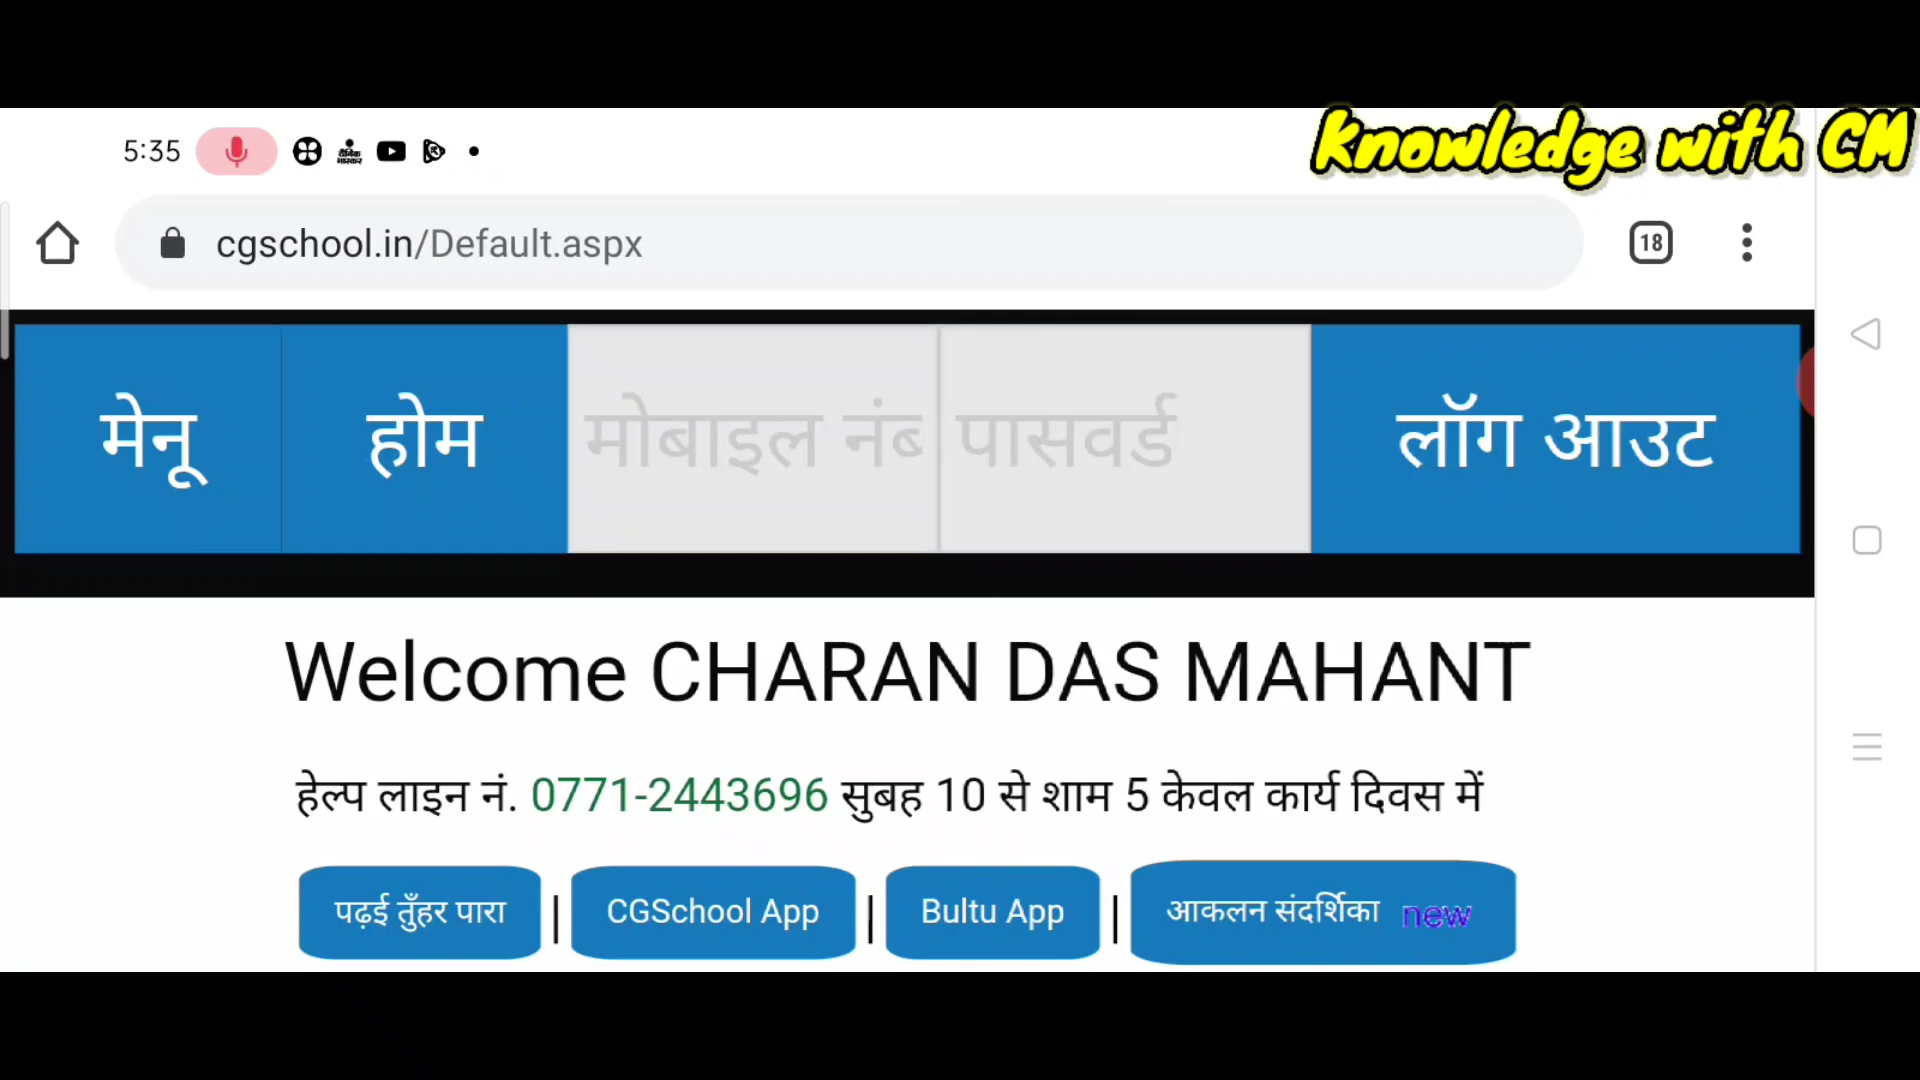 Knowledge with CM
5:35
cgschool.in/Default.aspx
18
मेनू होम मोबाइल नंब पासवर्ड लॉग आउट
Welcome CHARAN DAS MAHANT
हेल्प लाइन नं. 0771-2443696 सुबह 10 से शाम 5 केवल कार्य दिवस में
पढ़ई तुँहर पारा | CGSchool App | Bultu App | आकलन संदर्शिका new